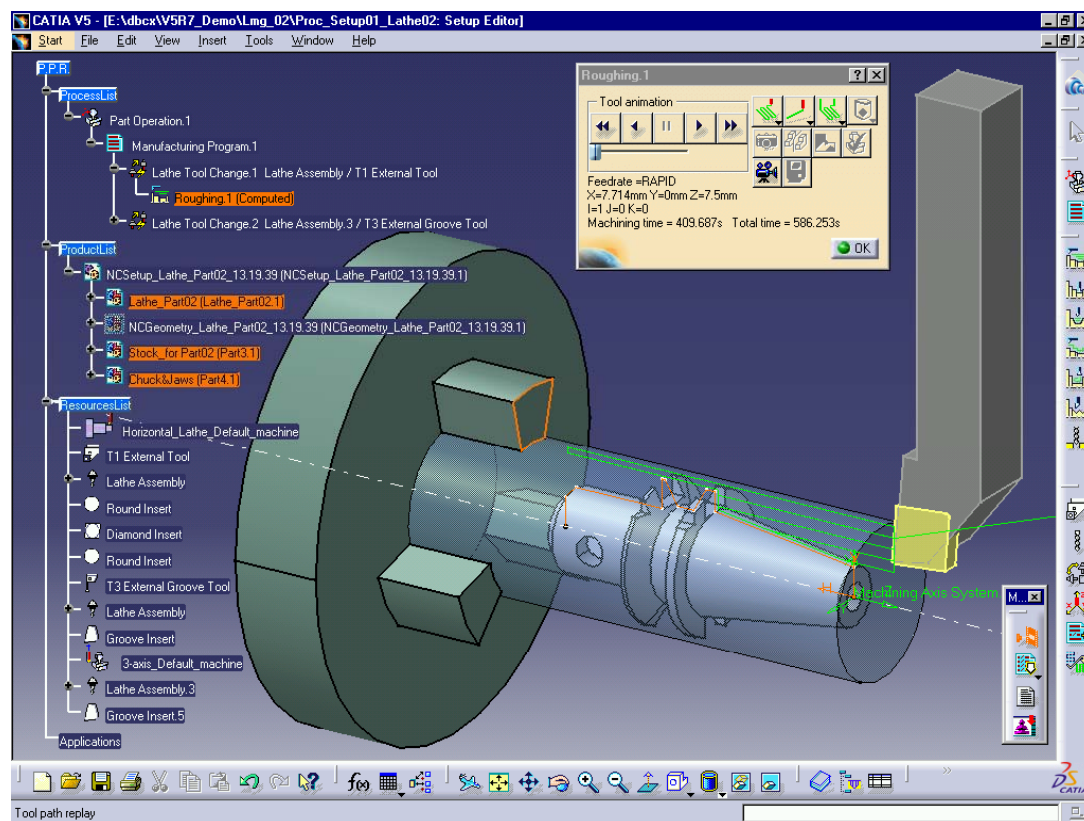 CATIA V5 - [E:\dbcx\V5R7_Demo\Lmg_02\Proc_Setup01_Lathe02: Setup Editor]
Start File Edit View Insert Tools Window Help
P.P.R.
ProcessList
Part Operation.1
Manufacturing Program.1
Lathe Tool Change.1 Lathe Assembly / T1 External Tool
Roughing.1 (Computed)
Lathe Tool Change.2 Lathe Assembly.3 / T3 External Groove Tool
ProductList
NCSetup_Lathe_Part02_13.19.39 (NCSetup_Lathe_Part02_13.19.39.1)
Lathe_Part02 (Lathe_Part02.1)
NCGeometry_Lathe_Part02_13.19.39 (NCGeometry_Lathe_Part02_13.19.39.1)
Stock_for Part02 (Part3.1)
Chuck&Jaws (Part4.1)
ResourcesList
Horizontal_Lathe_Default_machine
T1 External Tool
Lathe Assembly
Round Insert
Diamond Insert
Round Insert
T3 External Groove Tool
Lathe Assembly
Groove Insert
3-axis_Default_machine
Lathe Assembly.3
Groove Insert.5
Applications
Roughing.1
Tool animation
Feedrate =RAPID
X=7.714mm Y=0mm Z=7.5mm
I=1 J=0 K=0
Machining time = 409.687s Total time = 586.253s
OK
Machining Axis System.
M...
f(x)
CATIA
Tool path replay